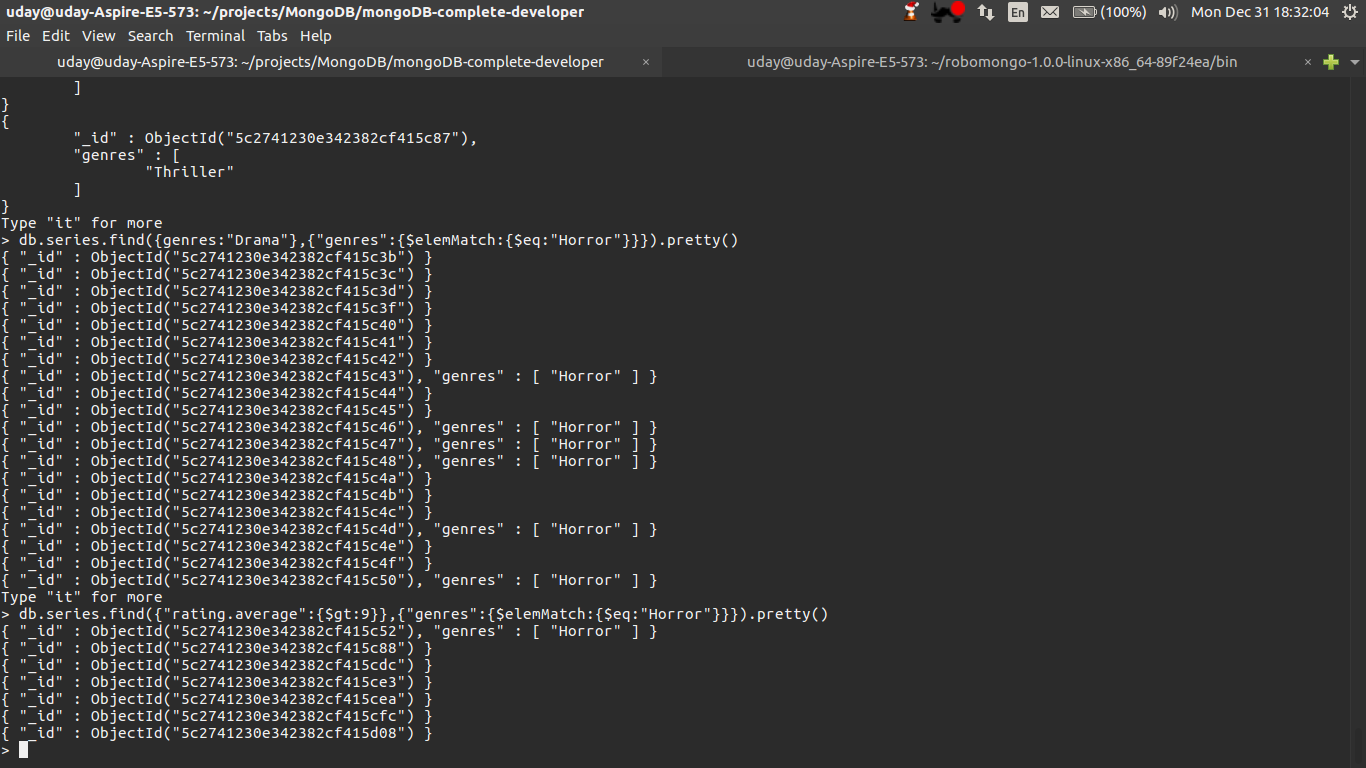 uday@uday-Aspire-E5-573: ~/projects/MongoDB/mongoDB-complete-developer En (100%) Mon Dec 31 18:32:04
File Edit View Search Terminal Tabs Help
uday@uday-Aspire-E5-573: ~/projects/MongoDB/mongoDB-complete-developer × uday@uday-Aspire-E5-573: ~/robomongo-1.0.0-linux-x86_64-89f24ea/bin ×
        ]
}
{
        "_id" : ObjectId("5c2741230e342382cf415c87"),
        "genres" : [
                "Thriller"
        ]
}
Type "it" for more
> db.series.find({genres:"Drama"},{"genres":{$elemMatch:{$eq:"Horror"}}}).pretty()
{ "_id" : ObjectId("5c2741230e342382cf415c3b") }
{ "_id" : ObjectId("5c2741230e342382cf415c3c") }
{ "_id" : ObjectId("5c2741230e342382cf415c3d") }
{ "_id" : ObjectId("5c2741230e342382cf415c3f") }
{ "_id" : ObjectId("5c2741230e342382cf415c40") }
{ "_id" : ObjectId("5c2741230e342382cf415c41") }
{ "_id" : ObjectId("5c2741230e342382cf415c42") }
{ "_id" : ObjectId("5c2741230e342382cf415c43"), "genres" : [ "Horror" ] }
{ "_id" : ObjectId("5c2741230e342382cf415c44") }
{ "_id" : ObjectId("5c2741230e342382cf415c45") }
{ "_id" : ObjectId("5c2741230e342382cf415c46"), "genres" : [ "Horror" ] }
{ "_id" : ObjectId("5c2741230e342382cf415c47"), "genres" : [ "Horror" ] }
{ "_id" : ObjectId("5c2741230e342382cf415c48"), "genres" : [ "Horror" ] }
{ "_id" : ObjectId("5c2741230e342382cf415c4a") }
{ "_id" : ObjectId("5c2741230e342382cf415c4b") }
{ "_id" : ObjectId("5c2741230e342382cf415c4c") }
{ "_id" : ObjectId("5c2741230e342382cf415c4d"), "genres" : [ "Horror" ] }
{ "_id" : ObjectId("5c2741230e342382cf415c4e") }
{ "_id" : ObjectId("5c2741230e342382cf415c4f") }
{ "_id" : ObjectId("5c2741230e342382cf415c50"), "genres" : [ "Horror" ] }
Type "it" for more
> db.series.find({"rating.average":{$gt:9}},{"genres":{$elemMatch:{$eq:"Horror"}}}).pretty()
{ "_id" : ObjectId("5c2741230e342382cf415c52"), "genres" : [ "Horror" ] }
{ "_id" : ObjectId("5c2741230e342382cf415c88") }
{ "_id" : ObjectId("5c2741230e342382cf415cdc") }
{ "_id" : ObjectId("5c2741230e342382cf415ce3") }
{ "_id" : ObjectId("5c2741230e342382cf415cea") }
{ "_id" : ObjectId("5c2741230e342382cf415cfc") }
{ "_id" : ObjectId("5c2741230e342382cf415d08") }
>